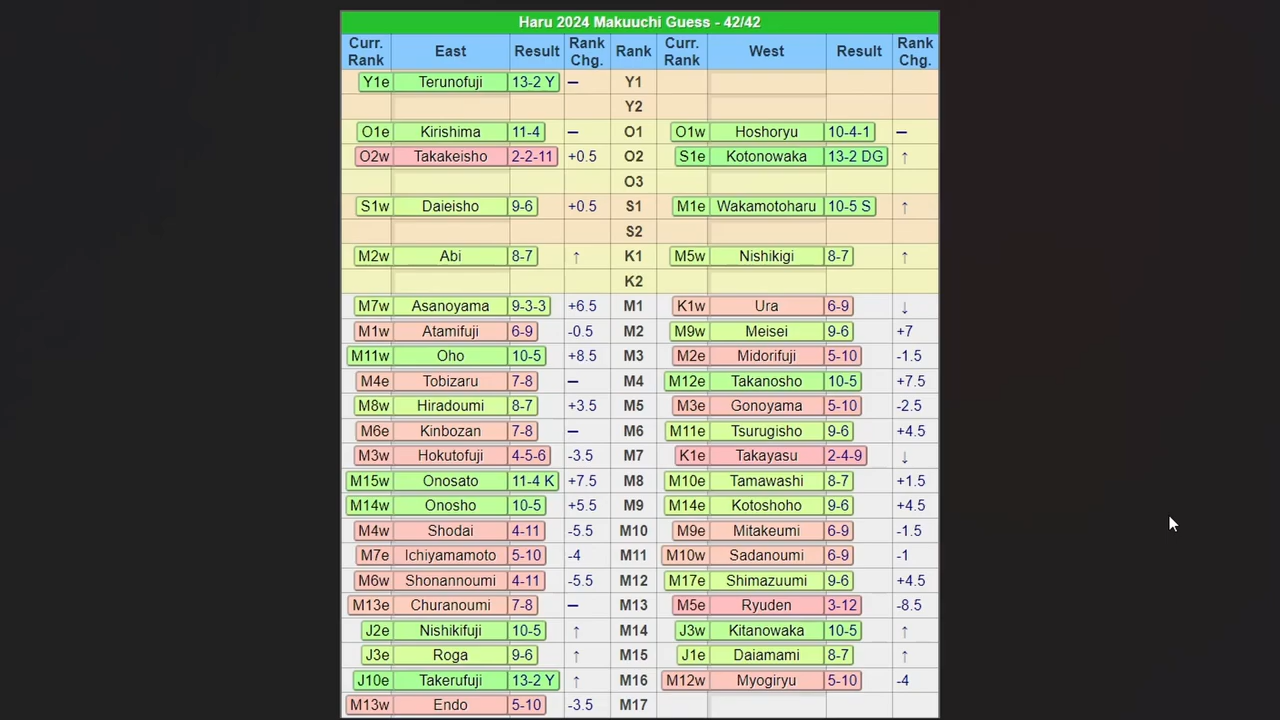 Haru 2024 Makuuchi Guess - 42/42
Curr. Rank East Result Rank Chg. Rank Curr. Rank West Result Rank Chg.
Y1e Terunofuji 13-2 Y − Y1
Y2
O1e Kirishima 11-4 − O1 O1w Hoshoryu 10-4-1 −
O2w Takakeisho 2-2-11 +0.5 O2 S1e Kotonowaka 13-2 DG ↑
O3
S1w Daieisho 9-6 +0.5 S1 M1e Wakamotoharu 10-5 S ↑
S2
M2w Abi 8-7 ↑ K1 M5w Nishikigi 8-7 ↑
K2
M7w Asanoyama 9-3-3 +6.5 M1 K1w Ura 6-9 ↓
M1w Atamifuji 6-9 -0.5 M2 M9w Meisei 9-6 +7
M11w Oho 10-5 +8.5 M3 M2e Midorifuji 5-10 -1.5
M4e Tobizaru 7-8 − M4 M12e Takanosho 10-5 +7.5
M8w Hiradoumi 8-7 +3.5 M5 M3e Gonoyama 5-10 -2.5
M6e Kinbozan 7-8 − M6 M11e Tsurugisho 9-6 +4.5
M3w Hokutofuji 4-5-6 -3.5 M7 K1e Takayasu 2-4-9 ↓
M15w Onosato 11-4 K +7.5 M8 M10e Tamawashi 8-7 +1.5
M14w Onosho 10-5 +5.5 M9 M14e Kotoshoho 9-6 +4.5
M4w Shodai 4-11 -5.5 M10 M9e Mitakeumi 6-9 -1.5
M7e Ichiyamamoto 5-10 -4 M11 M10w Sadanoumi 6-9 -1
M6w Shonannoumi 4-11 -5.5 M12 M17e Shimazuumi 9-6 +4.5
M13e Churanoumi 7-8 − M13 M5e Ryuden 3-12 -8.5
J2e Nishikifuji 10-5 ↑ M14 J3w Kitanowaka 10-5 ↑
J3e Roga 9-6 ↑ M15 J1e Daiamami 8-7 ↑
J10e Takerufuji 13-2 Y ↑ M16 M12w Myogiryu 5-10 -4
M13w Endo 5-10 -3.5 M17